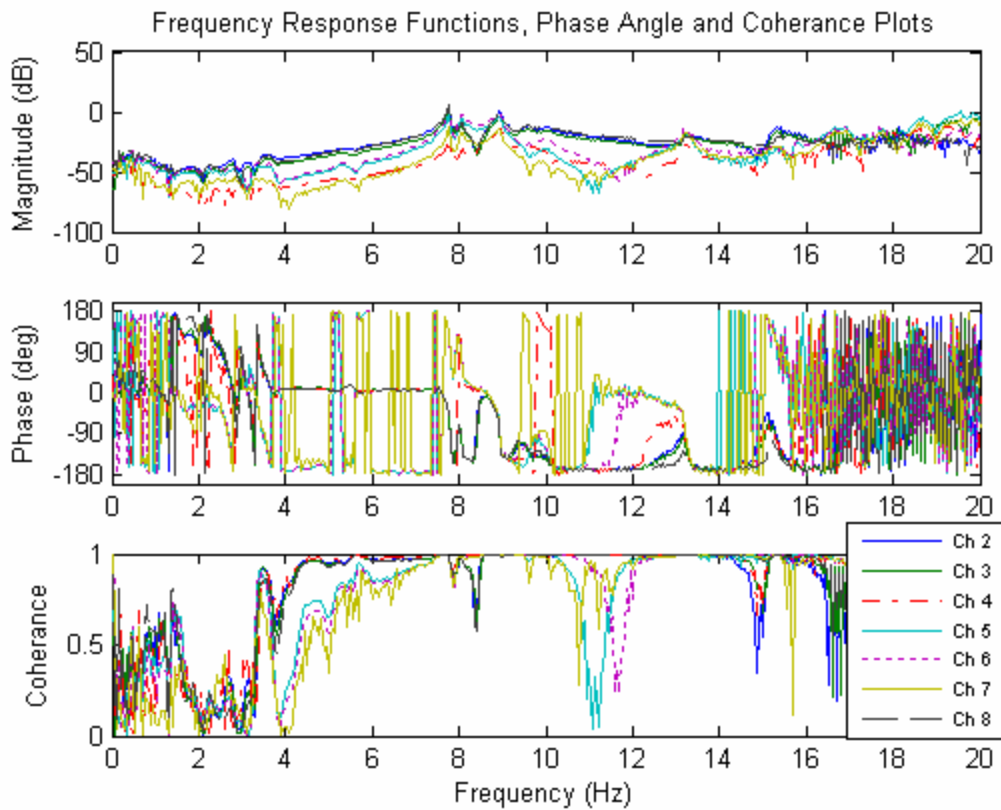 Frequency Response Functions, Phase Angle and Coherance Plots
Magnitude (dB)
50
0
-50
-100
0 2 4 6 8 10 12 14 16 18 20
Phase (deg)
180
90
0
-90
-180
0 2 4 6 8 10 12 14 16 18 20
Coherance
1
0.5
0
0 2 4 6 8 10 12 14 16 18 20
Frequency (Hz)
Ch 2
Ch 3
Ch 4
Ch 5
Ch 6
Ch 7
Ch 8